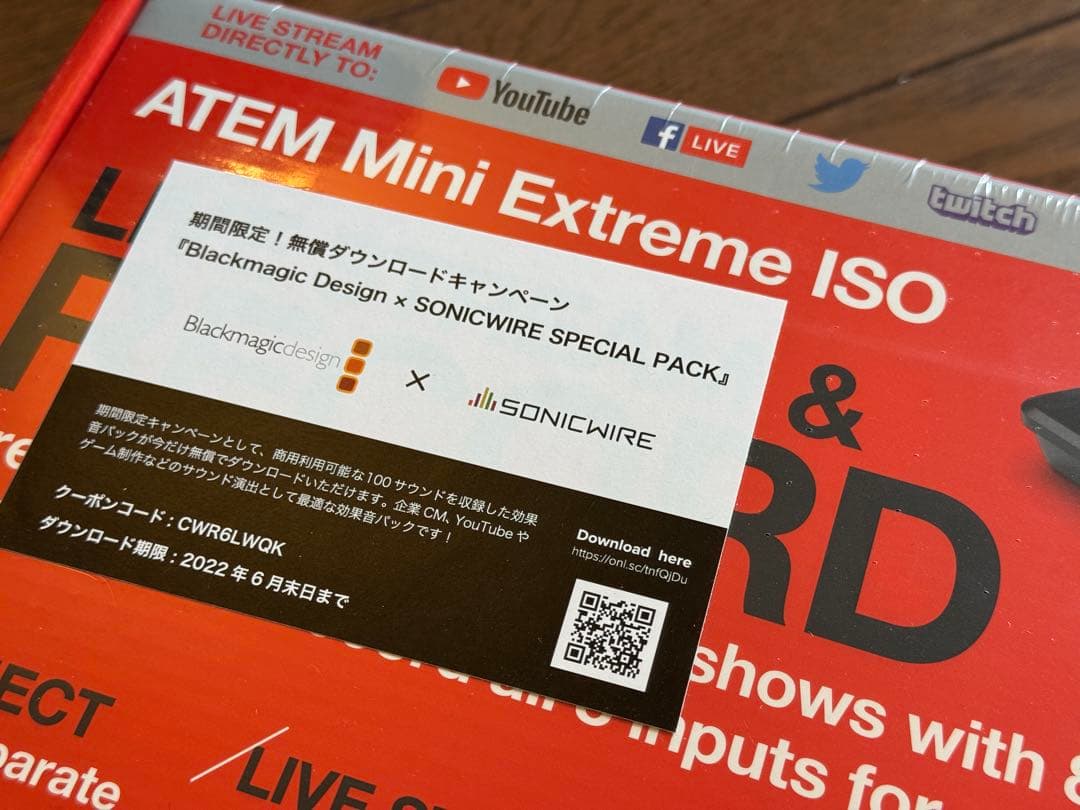 LIVE STREAM
DIRECTLY TO:
YouTube
f LIVE
twitch
ATEM Mini Extreme ISO
期間限定！無償ダウンロードキャンペーン
『Blackmagic Design × SONICWIRE SPECIAL PACK』
Blackmagicdesign × SONICWIRE
期間限定キャンペーンとして、商用利用可能な100サウンドを収録した効果
音パックが今だけ無償でダウンロードいただけます。企業CM、YouTubeや
ゲーム制作などのサウンド演出として最適な効果音パックです！
クーポンコード：CWR6LWQK
ダウンロード期限：2022年6月末日まで
Download here
https://onl.sc/tnfQjDu
&
RD
shows with 8
inputs for
ECT
parate
LIVE ST